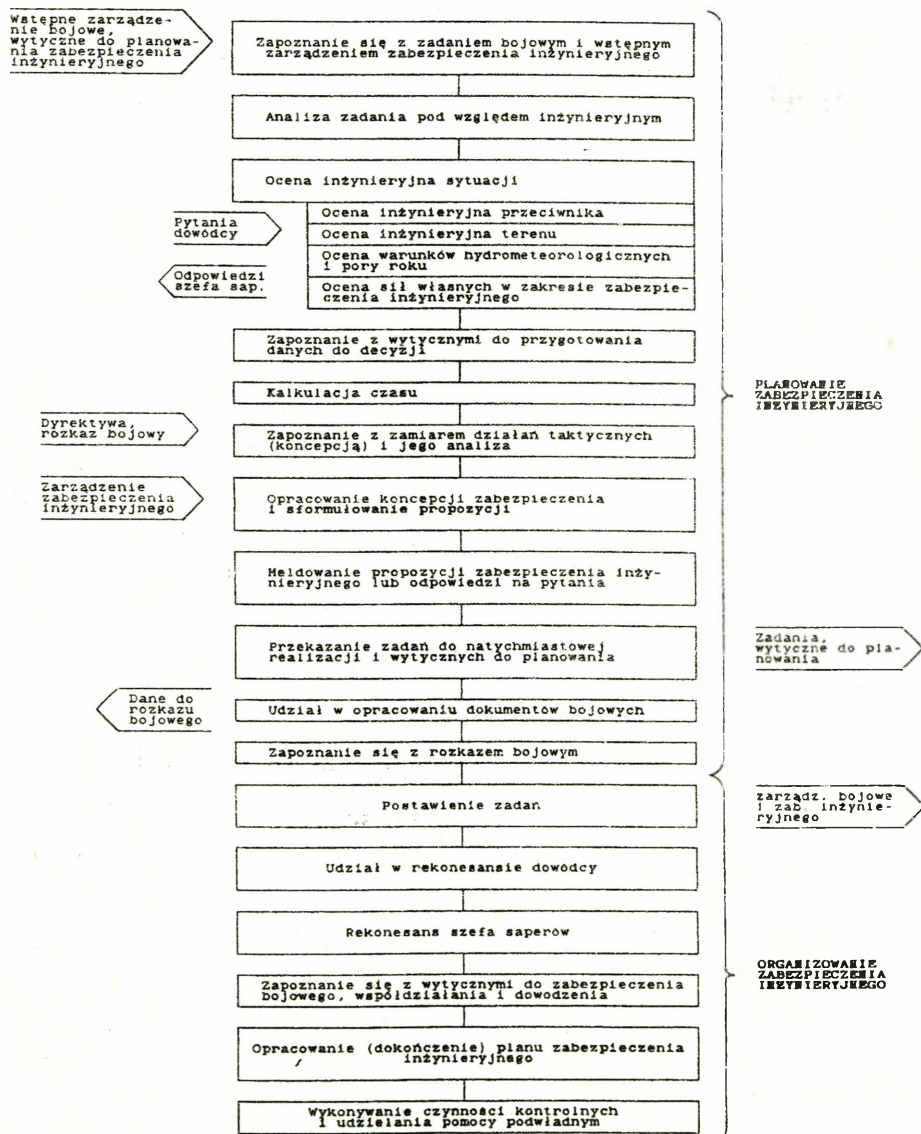 Wstępne zarządze-
nie bojowe,
wytyczne do planowa-
nia zabezpieczenia
inżynieryjnego
Zapoznanie się z zadaniem bojowym i wstępnym
zarządzeniem zabezpieczenia inżynieryjnego
Analiza zadania pod względem inżynieryjnym
Ocena inżynieryjna sytuacji
Pytania
dowódcy
Ocena inżynieryjna przeciwnika
Ocena inżynieryjna terenu
Ocena warunków hydrometeorologicznych
i pory roku
Odpowiedzi
szefa sap.
Ocena sił własnych w zakresie zabezpie-
czenia inżynieryjnego
Zapoznanie z wytycznymi do przygotowania
danych do decyzji
Kalkulacja czasu
PLANOWANIE
ZABEZPIECZENIA
INŻYNIERYJNEGO
Dyrektywa,
rozkaz bojowy
Zapoznanie z zamiarem działań taktycznych
(koncepcją) i jego analiza
Zarządzenie
zabezpieczenia
inżynieryjnego
Opracowanie koncepcji zabezpieczenia
i sformułowanie propozycji
Meldowanie propozycji zabezpieczenia inży-
nieryjnego lub odpowiedzi na pytania
Przekazanie zadań do natychmiastowej
realizacji i wytycznych do planowania
Zadania,
wytyczne do pla-
nowania
Dane do
rozkazu
bojowego
Udział w opracowaniu dokumentów bojowych
Zapoznanie się z rozkazem bojowym
Postawienie zadań
zarządz. bojowe
i zab. inżynie-
ryjnego
Udział w rekonesansie dowódcy
Rekonesans szefa saperów
ORGANIZOWANIE
ZABEZPIECZENIA
INŻYNIERYJNEGO
Zapoznanie się z wytycznymi do zabezpieczenia
bojowego, współdziałania i dowodzenia
Opracowanie (dokończenie) planu zabezpieczenia
inżynieryjnego
Wykonywanie czynności kontrolnych
i udzielania pomocy podwładnym